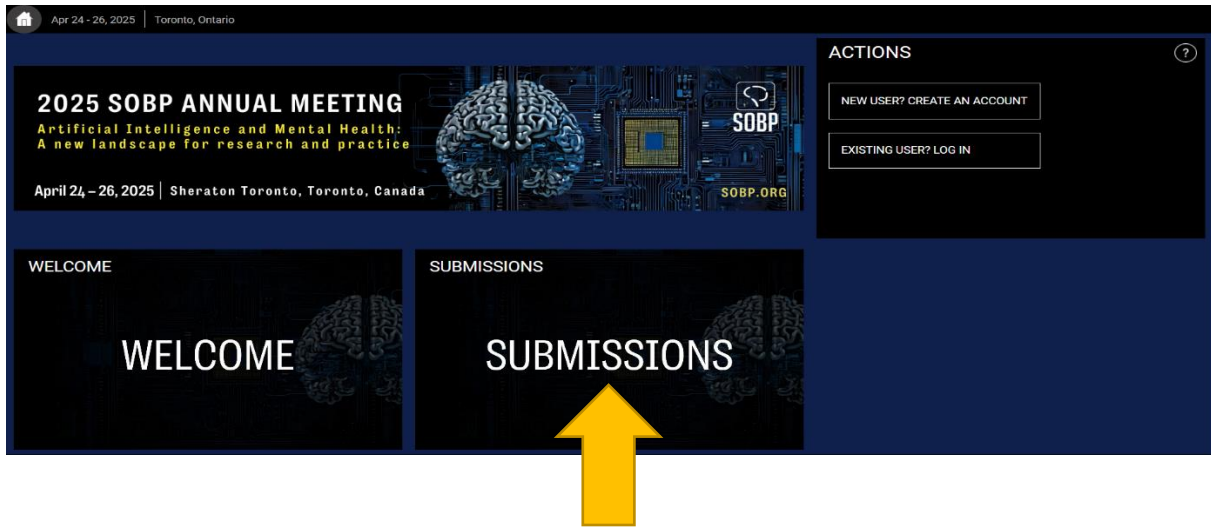 Apr 24 - 26, 2025 | Toronto, Ontario
2025 SOBP ANNUAL MEETING
Artificial Intelligence and Mental Health:
A new landscape for research and practice
April 24 – 26, 2025 | Sheraton Toronto, Toronto, Canada
SOBP
SOBP.ORG
ACTIONS
?
NEW USER? CREATE AN ACCOUNT
EXISTING USER? LOG IN
WELCOME
WELCOME
SUBMISSIONS
SUBMISSIONS